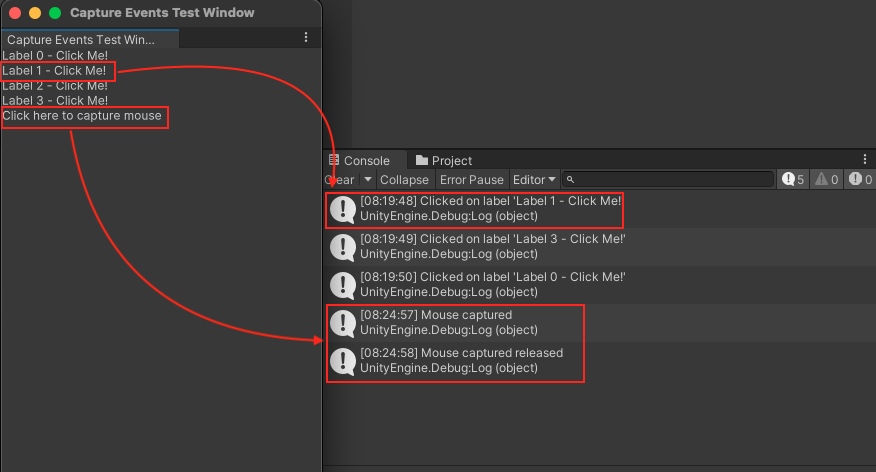 Capture Events Test Window
Capture Events Test Win...
Label 0 - Click Me!
Label 1 - Click Me!
Label 2 - Click Me!
Label 3 - Click Me!
Click here to capture mouse
Console Project
Clear Collapse Error Pause Editor 5 0 0
[08:19:48] Clicked on label 'Label 1 - Click Me!
UnityEngine.Debug:Log (object)
[08:19:49] Clicked on label 'Label 3 - Click Me!'
UnityEngine.Debug:Log (object)
[08:19:50] Clicked on label 'Label 0 - Click Me!'
UnityEngine.Debug:Log (object)
[08:24:57] Mouse captured
UnityEngine.Debug:Log (object)
[08:24:58] Mouse captured released
UnityEngine.Debug:Log (object)